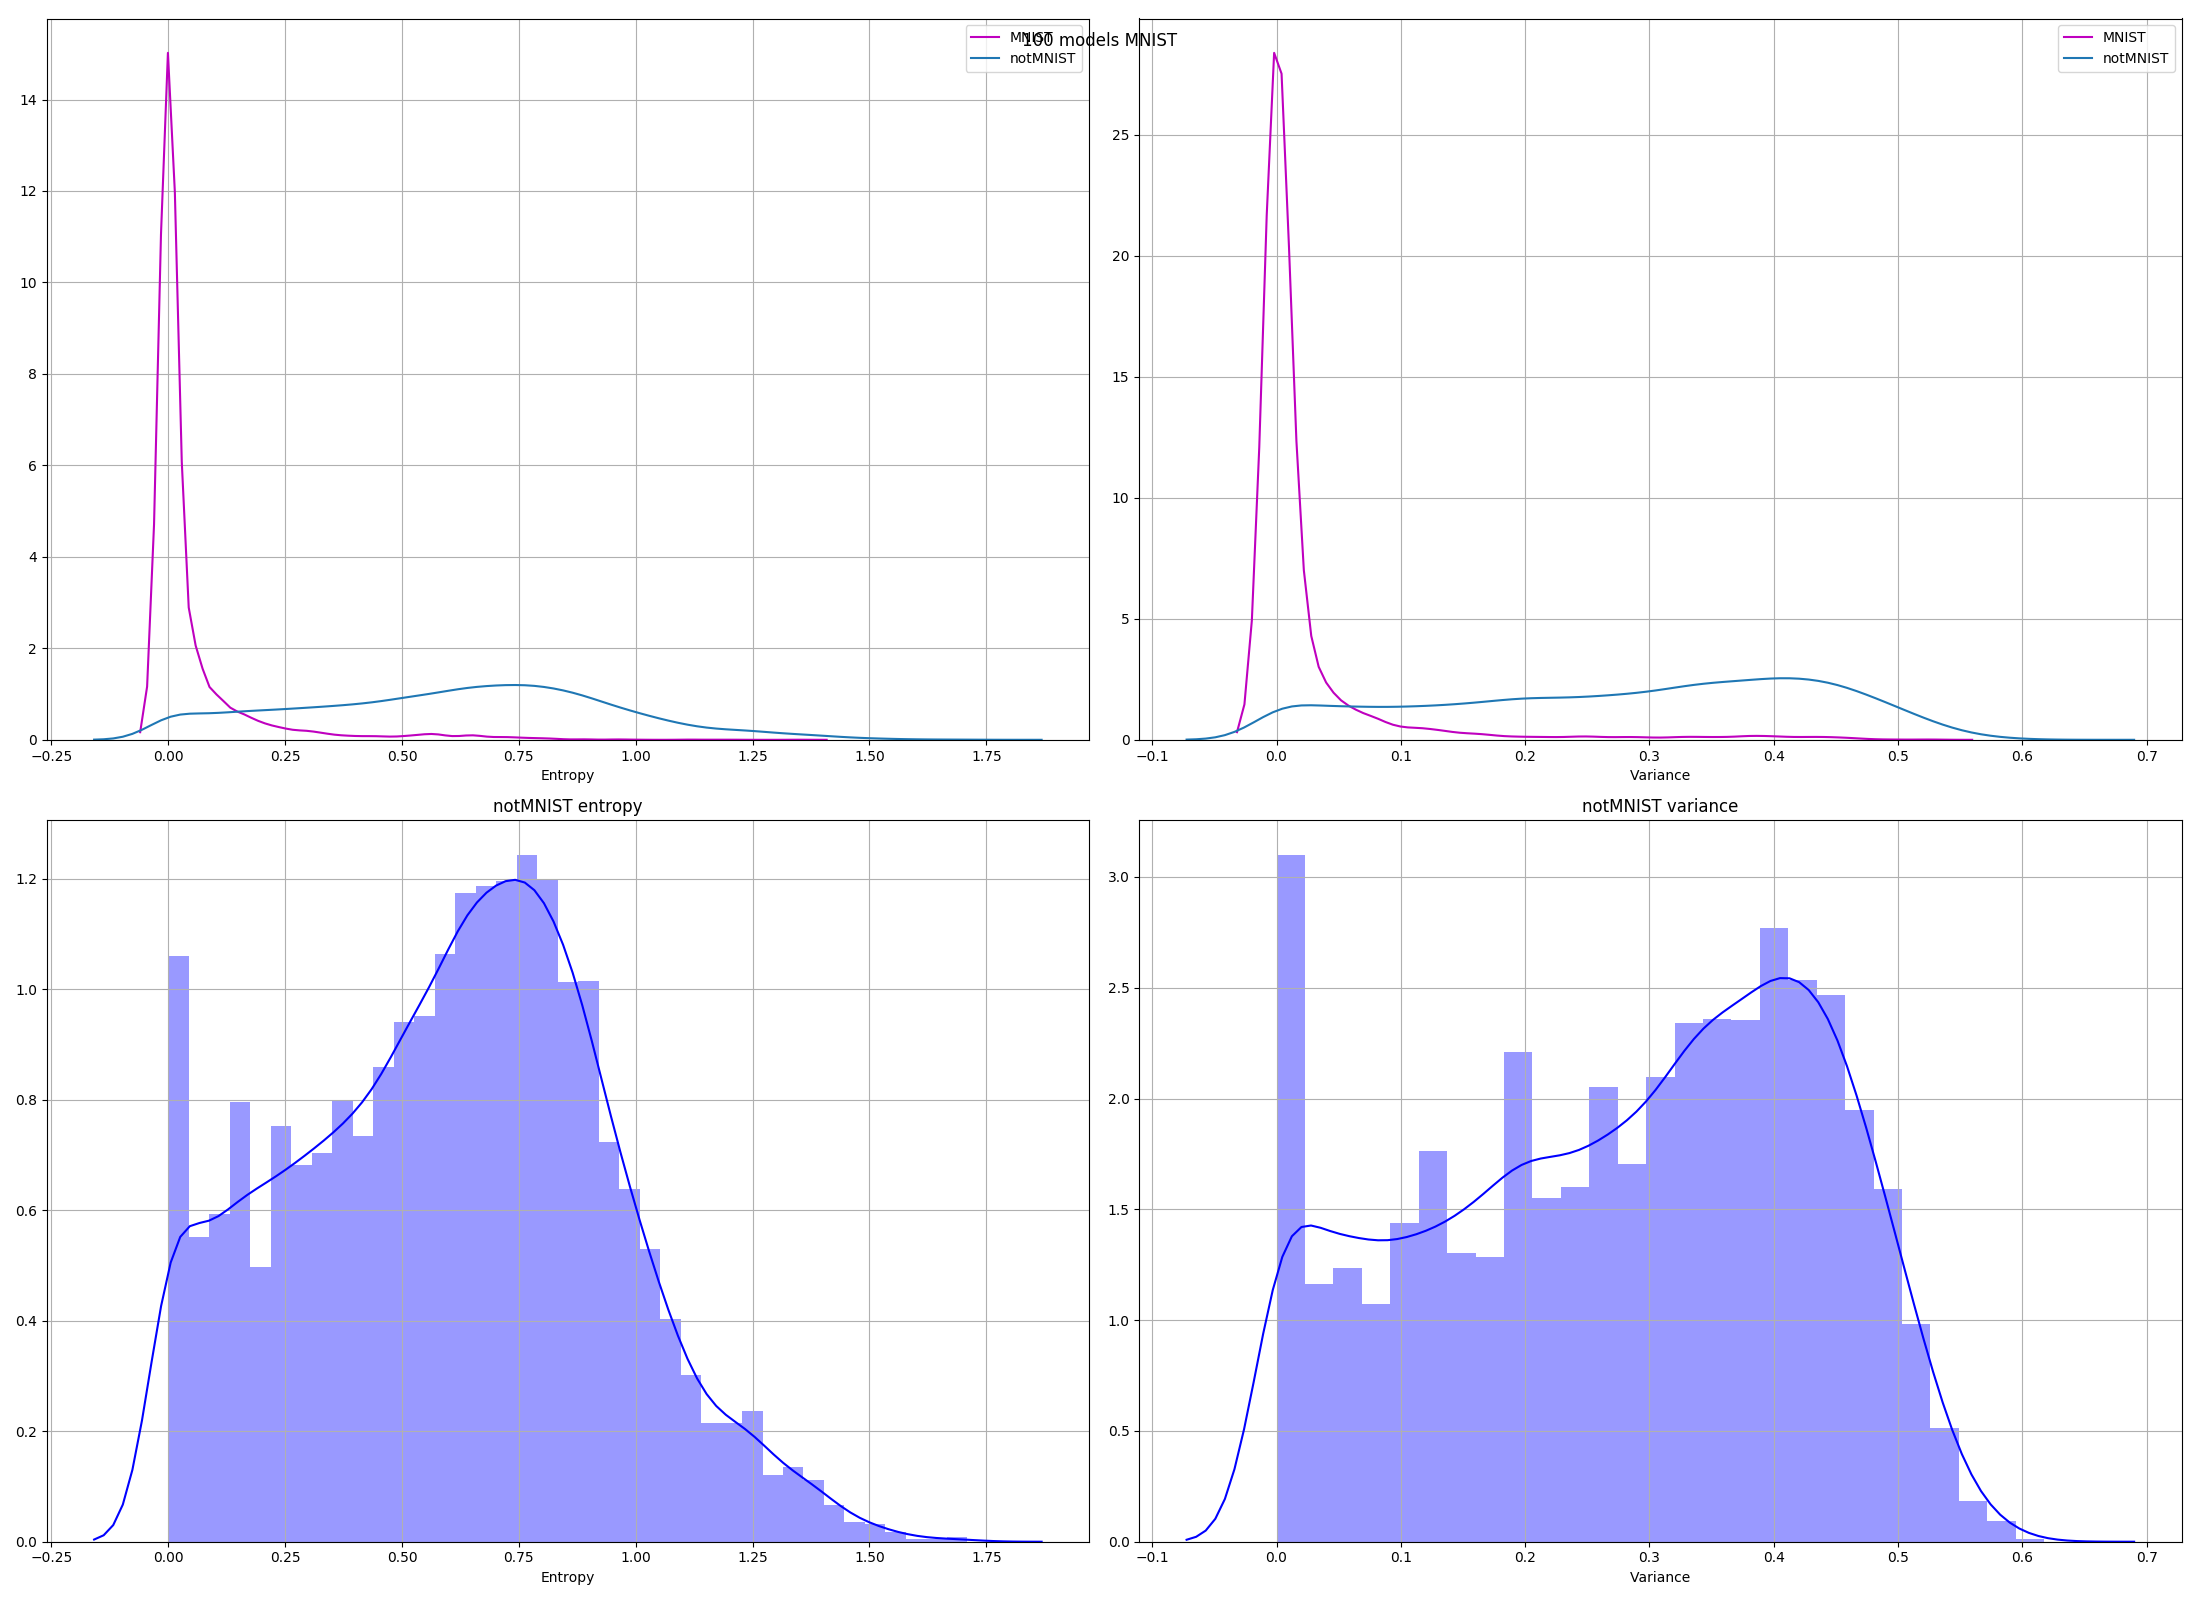 100 models MNIST
MNIST
notMNIST
14
12
10
8
6
4
2
0
−0.25 0.00 0.25 0.50 0.75 1.00 1.25 1.50 1.75
Entropy
MNIST
notMNIST
25
20
15
10
5
0
−0.1 0.0 0.1 0.2 0.3 0.4 0.5 0.6 0.7
Variance
notMNIST entropy
1.2
1.0
0.8
0.6
0.4
0.2
0.0
−0.25 0.00 0.25 0.50 0.75 1.00 1.25 1.50 1.75
Entropy
notMNIST variance
3.0
2.5
2.0
1.5
1.0
0.5
0.0
−0.1 0.0 0.1 0.2 0.3 0.4 0.5 0.6 0.7
Variance